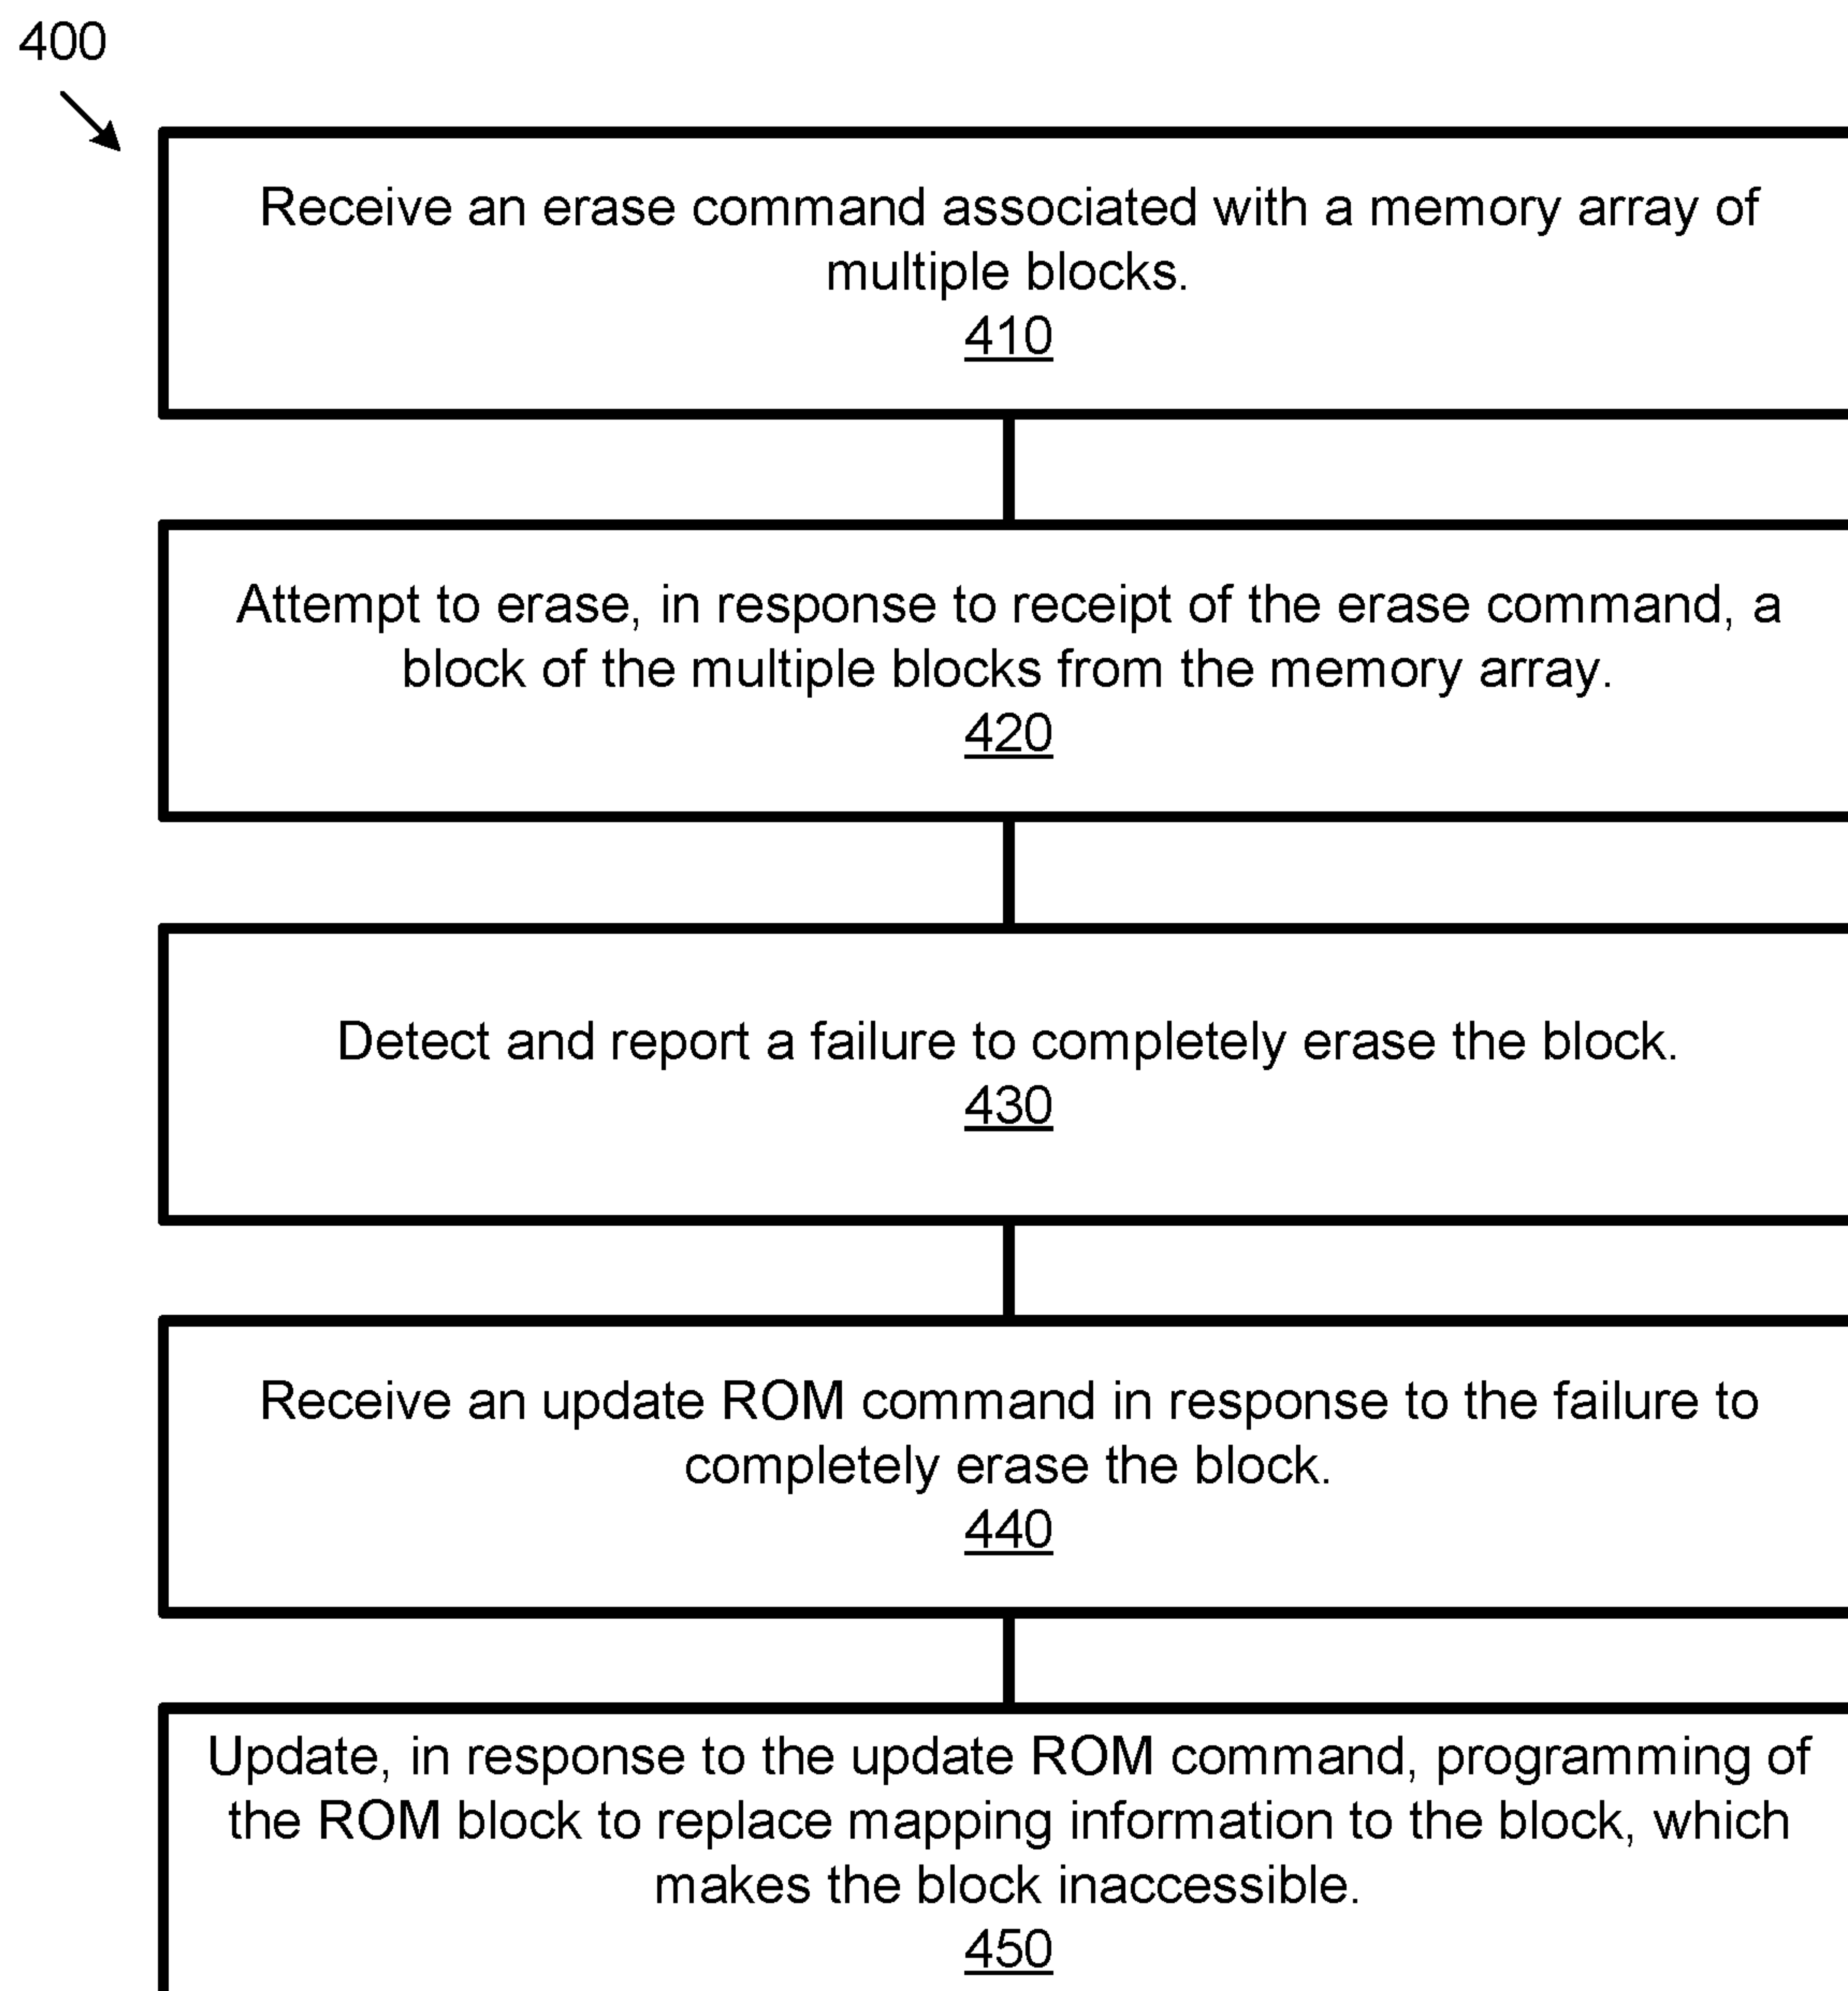 400
Receive an erase command associated with a memory array of
multiple blocks.
410
Attempt to erase, in response to receipt of the erase command, a
block of the multiple blocks from the memory array.
420
Detect and report a failure to completely erase the block.
430
Receive an update ROM command in response to the failure to
completely erase the block.
440
Update, in response to the update ROM command, programming of
the ROM block to replace mapping information to the block, which
makes the block inaccessible.
450